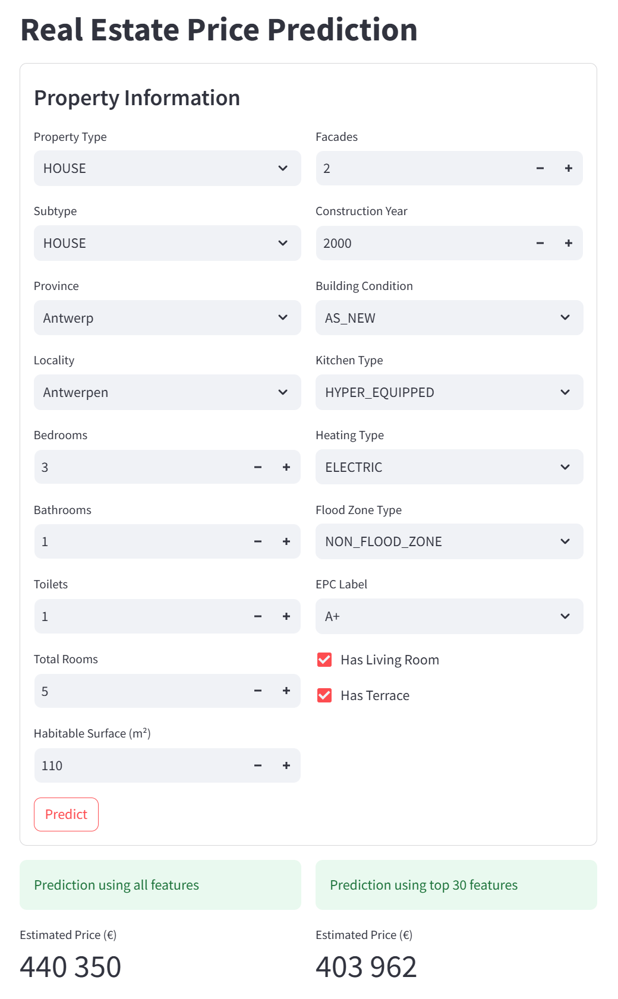 Real Estate Price Prediction
Property Information
Property Type
HOUSE
Subtype
HOUSE
Province
Antwerp
Locality
Antwerpen
Bedrooms
3
Bathrooms
1
Toilets
1
Total Rooms
5
Habitable Surface (m²)
110
Facades
2
Construction Year
2000
Building Condition
AS_NEW
Kitchen Type
HYPER_EQUIPPED
Heating Type
ELECTRIC
Flood Zone Type
NON_FLOOD_ZONE
EPC Label
A+
Has Living Room
Has Terrace
Predict
Prediction using all features
Estimated Price (€)
440 350
Prediction using top 30 features
Estimated Price (€)
403 962